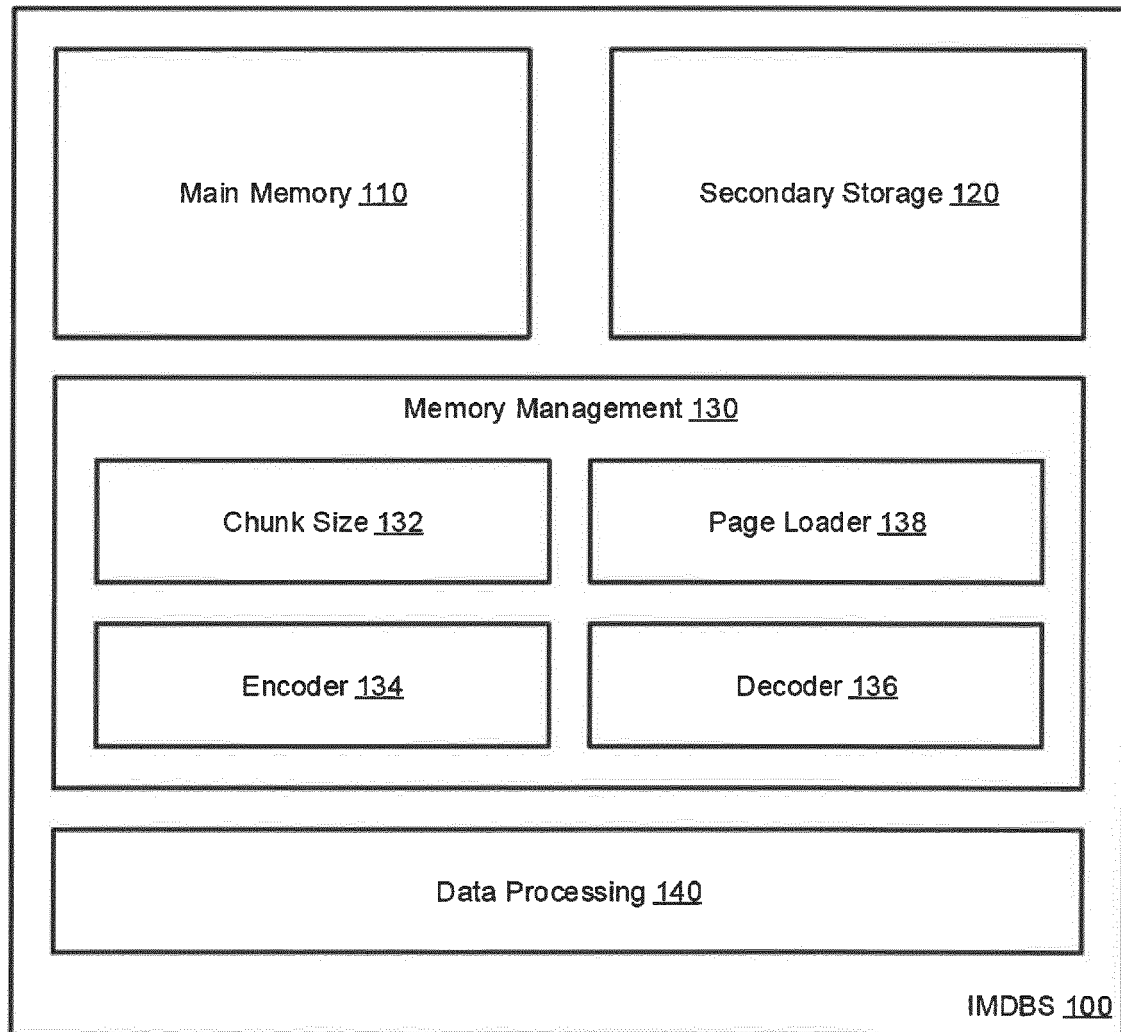 Main Memory 110
Secondary Storage 120
Memory Management 130
Chunk Size 132
Page Loader 138
Encoder 134
Decoder 136
Data Processing 140
IMDBS 100